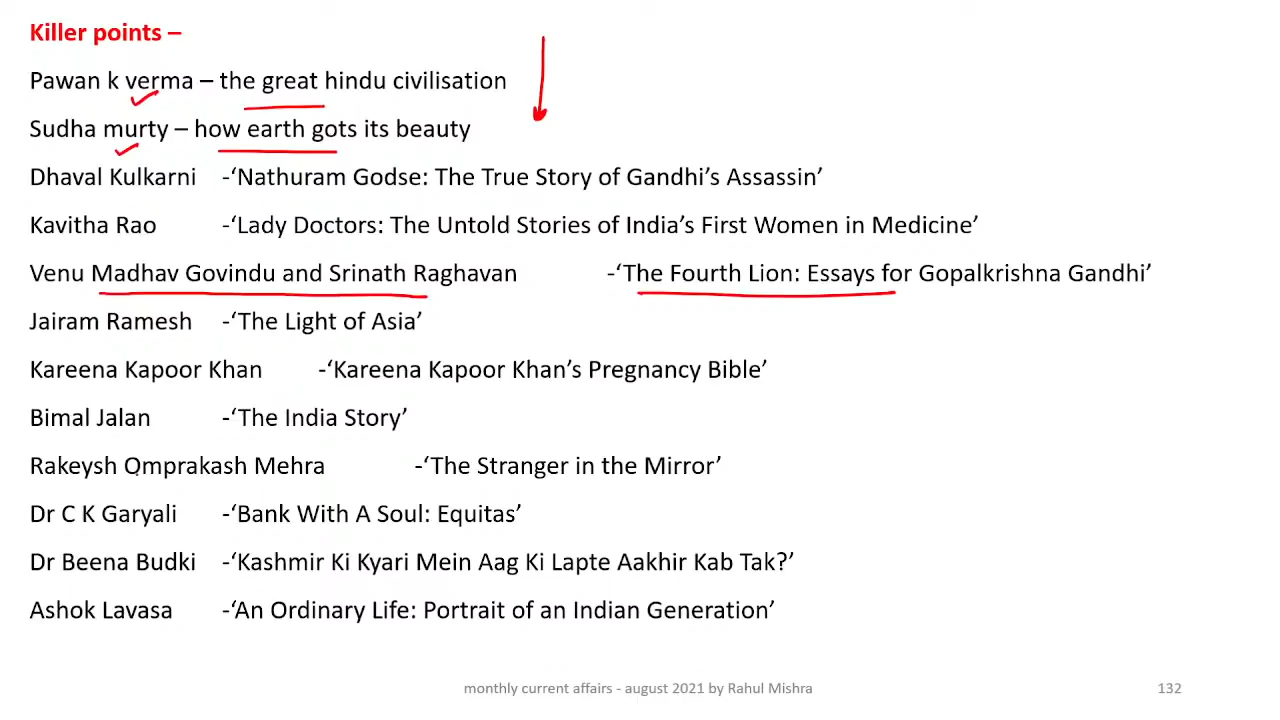 Killer points –
Pawan k verma – the great hindu civilisation
Sudha murty – how earth gots its beauty
Dhaval Kulkarni -‘Nathuram Godse: The True Story of Gandhi’s Assassin’
Kavitha Rao -‘Lady Doctors: The Untold Stories of India’s First Women in Medicine’
Venu Madhav Govindu and Srinath Raghavan -‘The Fourth Lion: Essays for Gopalkrishna Gandhi’
Jairam Ramesh -‘The Light of Asia’
Kareena Kapoor Khan -‘Kareena Kapoor Khan’s Pregnancy Bible’
Bimal Jalan -‘The India Story’
Rakeysh Omprakash Mehra -‘The Stranger in the Mirror’
Dr C K Garyali -‘Bank With A Soul: Equitas’
Dr Beena Budki -‘Kashmir Ki Kyari Mein Aag Ki Lapte Aakhir Kab Tak?’
Ashok Lavasa -‘An Ordinary Life: Portrait of an Indian Generation’
monthly current affairs - august 2021 by Rahul Mishra 132